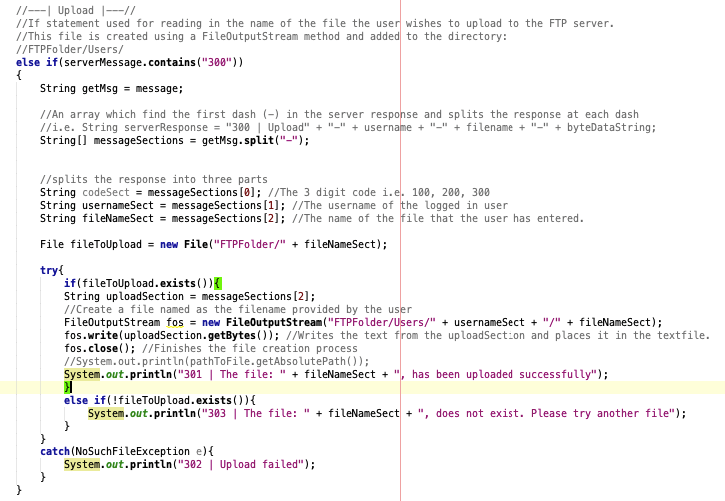 //---| Upload |---//
//If statement used for reading in the name of the file the user wishes to upload to the FTP server.
//This file is created using a FileOutputStream method and added to the directory:
//FTPFolder/Users/
else if(serverMessage.contains("300"))
{
String getMsg = message;
//An array which find the first dash (-) in the server response and splits the response at each dash
//i.e. String serverResponse = "300 | Upload" + "-" + username + "-" + filename + "-" + byteDataString;
String[] messageSections = getMsg.split("-");
//splits the response into three parts
String codeSect = messageSections[0]; //The 3 digit code i.e. 100, 200, 300
String usernameSect = messageSections[1]; //The username of the logged in user
String fileNameSect = messageSections[2]; //The name of the file that the user has entered.
File fileToUpload = new File("FTPFolder/" + fileNameSect);
try{
if(fileToUpload.exists()){
String uploadSection = messageSections[2];
//Create a file named as the filename provided by the user
FileOutputStream fos = new FileOutputStream("FTPFolder/Users/" + usernameSect + "/" + fileNameSect);
fos.write(uploadSection.getBytes()); //Writes the text from the uploadSection and places it in the textfile.
fos.close(); //Finishes the file creation process
//System.out.println(pathToFile.getAbsolutePath());
System.out.println("301 | The file: " + fileNameSect + ", has been uploaded successfully");
}
else if(!fileToUpload.exists()){
System.out.println("303 | The file: " + fileNameSect + ", does not exist. Please try another file");
}
}
catch(NoSuchFileException e){
System.out.println("302 | Upload failed");
}
}